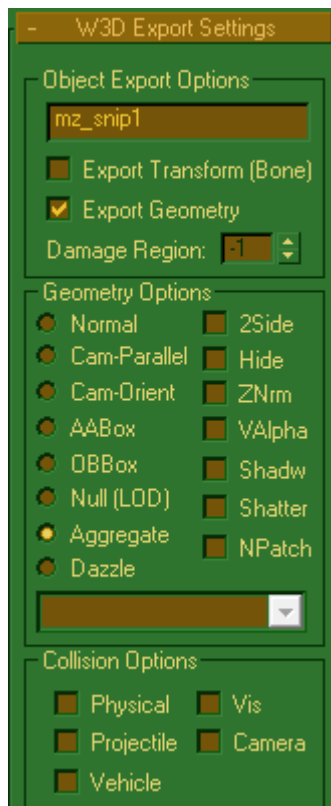 - W3D Export Settings
Object Export Options
mz_snip1
Export Transform (Bone)
Export Geometry
Damage Region: -1
Geometry Options
Normal 2Side
Cam-Parallel Hide
Cam-Orient ZNrm
AABox VAlpha
OBBox Shadw
Null (LOD) Shatter
Aggregate NPatch
Dazzle
Collision Options
Physical Vis
Projectile Camera
Vehicle